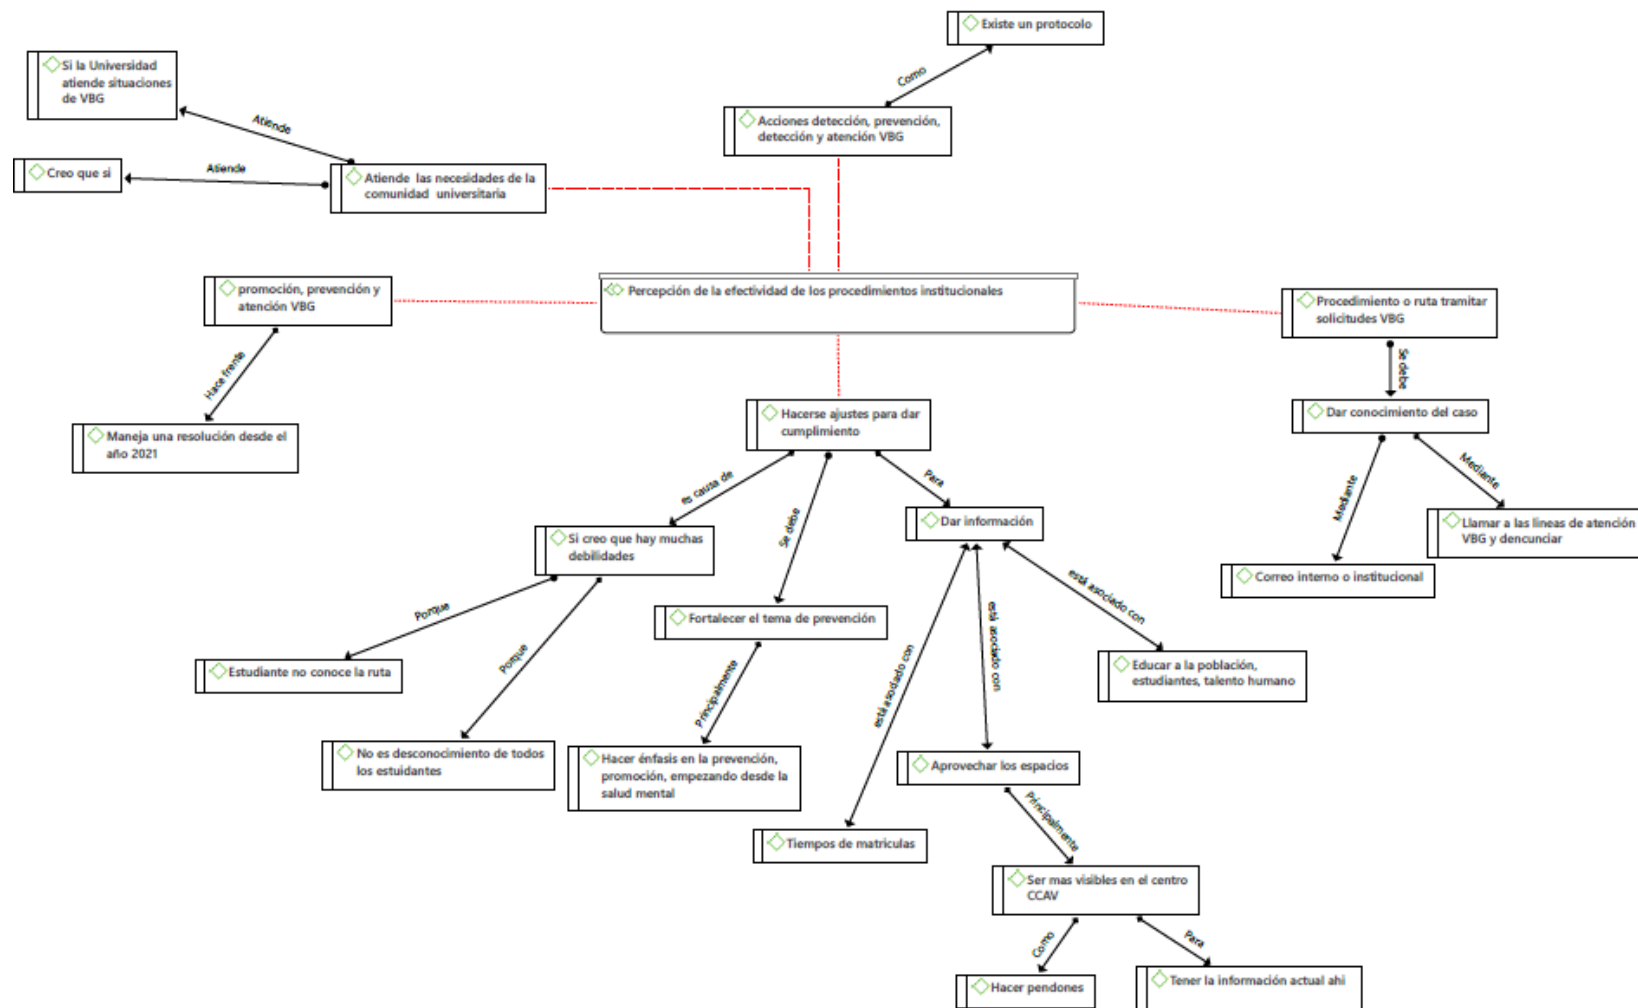 Existe un protocolo
Como
Si la Universidad
atiende situaciones
de VBG
Atiende
Acciones detección, prevención,
detección y atención VBG
Creo que si
Atiende
Atiende las necesidades de la
comunidad universitaria
promoción, prevención y
atención VBG
Percepción de la efectividad de los procedimientos institucionales
Procedimiento o ruta tramitar
solicitudes VBG
Hace frente
Se debe
Maneja una resolución desde el
año 2021
Hacerse ajustes para dar
cumplimiento
Dar conocimiento del caso
es causa de
Se debe
Para
Mediante
Mediante
Si creo que hay muchas
debilidades
Dar información
Llamar a las lineas de atención
VBG y dencunciar
Correo interno o institucional
Porque
Porque
Fortalecer el tema de prevención
está asociado con
está asociado con
está asociado con
Estudiante no conoce la ruta
Principalmente
Educar a la población,
estudiantes, talento humano
No es desconocimiento de todos
los estuidantes
Hacer énfasis en la prevención,
promoción, empezando desde la
salud mental
Aprovechar los espacios
Principalmente
Tiempos de matriculas
Ser mas visibles en el centro
CCAV
Como
Para
Hacer pendones
Tener la información actual ahi